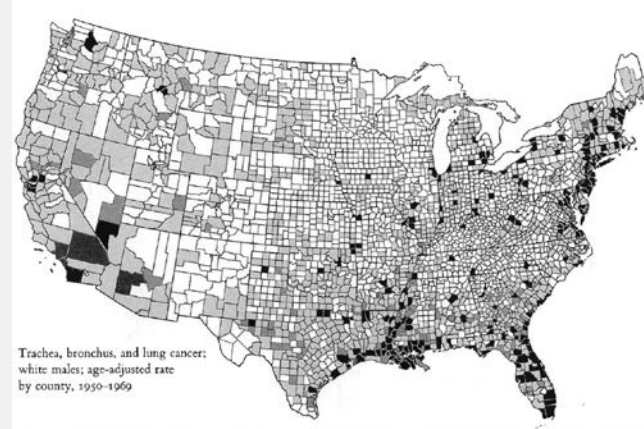 Trachea, bronchus, and lung cancer;
white males; age-adjusted rate
by county, 1950–1969